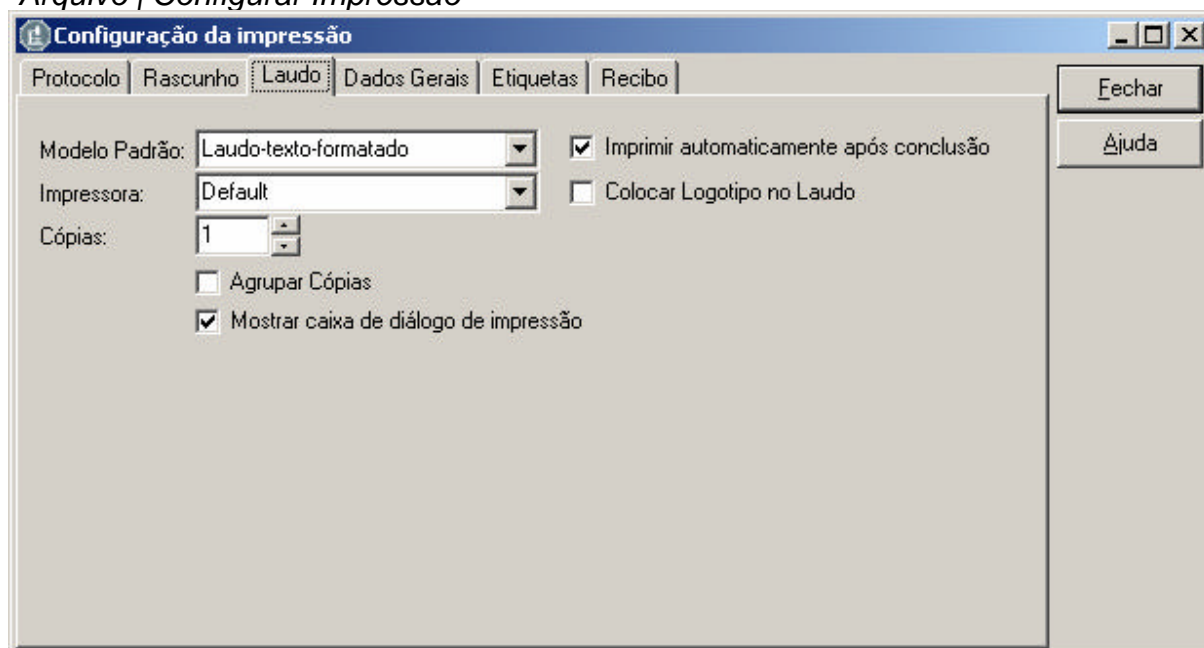 Arquivo | Configurar Impressão
Configuração da impressão
Protocolo Rascunho Laudo Dados Gerais Etiquetas Recibo
Fechar
Ajuda
Modelo Padrão: Laudo-texto-formatado
Imprimir automaticamente após conclusão
Impressora: Default
Colocar Logotipo no Laudo
Cópias: 1
Agrupar Cópias
Mostrar caixa de diálogo de impressão